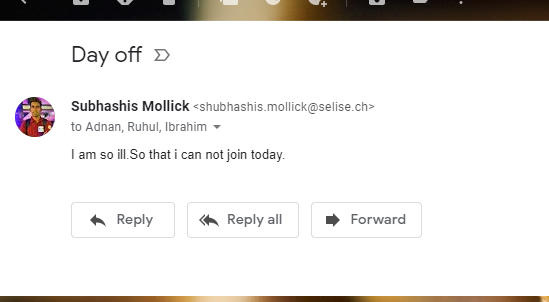 Day off
Subhashis Mollick <shubhashis.mollick@selise.ch>
to Adnan, Ruhul, Ibrahim
I am so ill.So that i can not join today.
Reply
Reply all
Forward